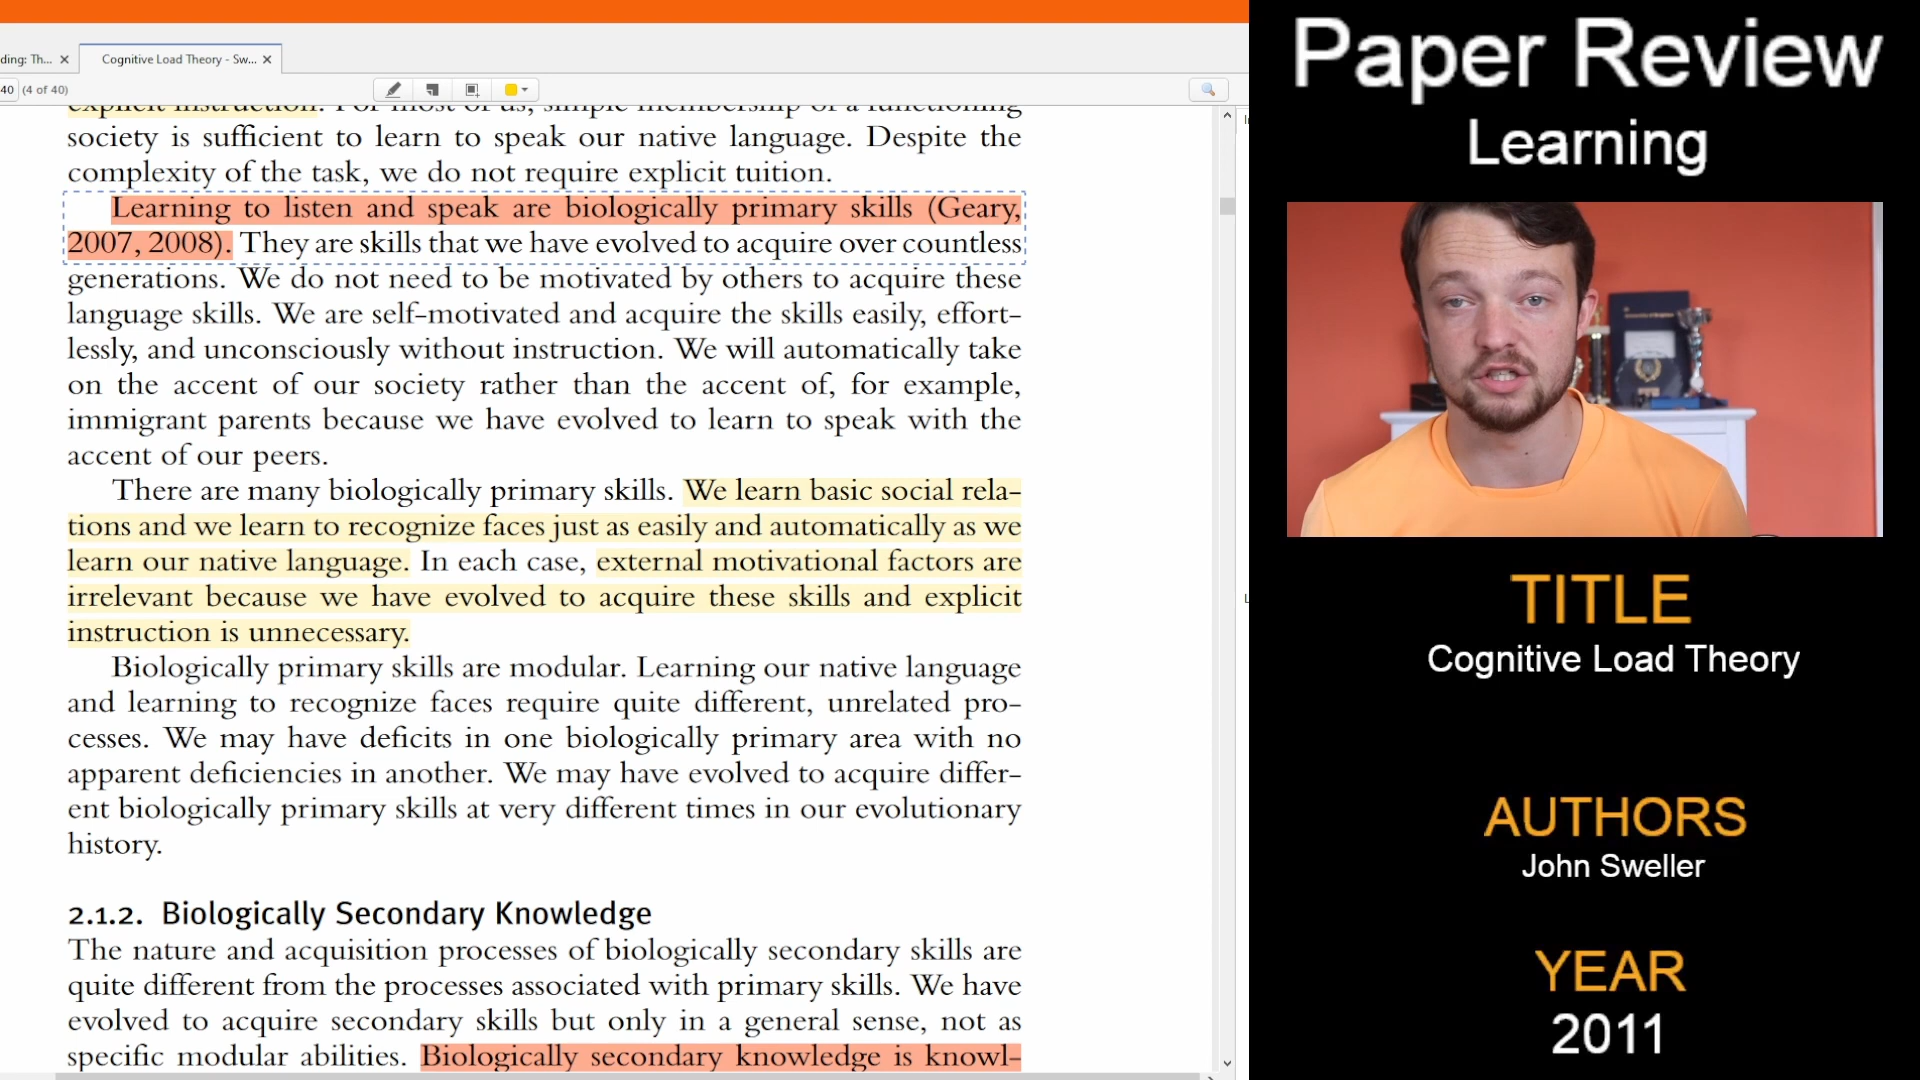 ding: Th...
Cognitive Load Theory - Sw...
40 (4 of 40)
explicit instruction. For most of us, simple membership of a functioning
society is sufficient to learn to speak our native language. Despite the
complexity of the task, we do not require explicit tuition.
Learning to listen and speak are biologically primary skills (Geary,
2007, 2008). They are skills that we have evolved to acquire over countless
generations. We do not need to be motivated by others to acquire these
language skills. We are self-motivated and acquire the skills easily, effort-
lessly, and unconsciously without instruction. We will automatically take
on the accent of our society rather than the accent of, for example,
immigrant parents because we have evolved to learn to speak with the
accent of our peers.
There are many biologically primary skills. We learn basic social rela-
tions and we learn to recognize faces just as easily and automatically as we
learn our native language. In each case, external motivational factors are
irrelevant because we have evolved to acquire these skills and explicit
instruction is unnecessary.
Biologically primary skills are modular. Learning our native language
and learning to recognize faces require quite different, unrelated pro-
cesses. We may have deficits in one biologically primary area with no
apparent deficiencies in another. We may have evolved to acquire differ-
ent biologically primary skills at very different times in our evolutionary
history.
2.1.2. Biologically Secondary Knowledge
The nature and acquisition processes of biologically secondary skills are
quite different from the processes associated with primary skills. We have
evolved to acquire secondary skills but only in a general sense, not as
specific modular abilities. Biologically secondary knowledge is knowl-
Paper Review
Learning
TITLE
Cognitive Load Theory
AUTHORS
John Sweller
YEAR
2011